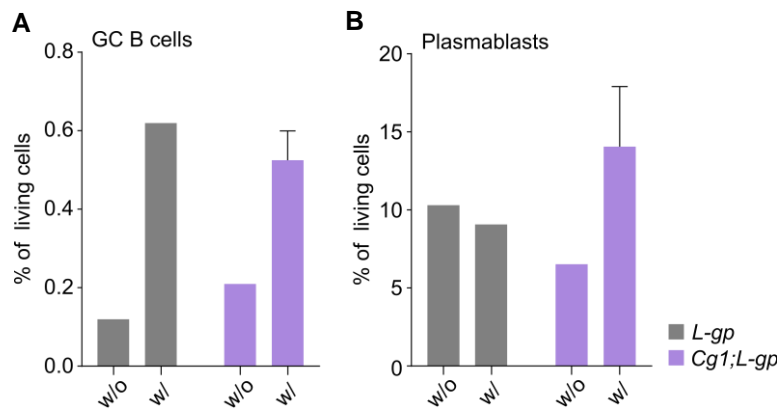 A
GC B cells
% of living cells
0.8
0.6
0.4
0.2
0.0
w/o
w/
w/o
w/
B
Plasmablasts
% of living cells
20
15
10
5
0
w/o
w/
w/o
w/
L-gp
Cg1;L-gp